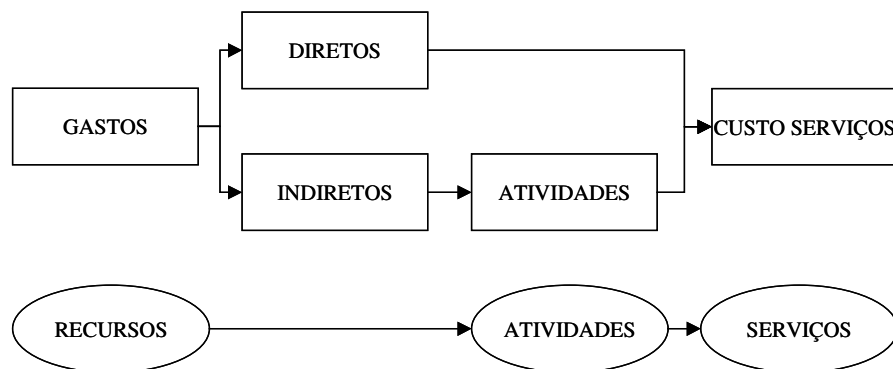 DIRETOS
GASTOS
CUSTO SERVIÇOS
INDIRETOS
ATIVIDADES
RECURSOS
ATIVIDADES
SERVIÇOS